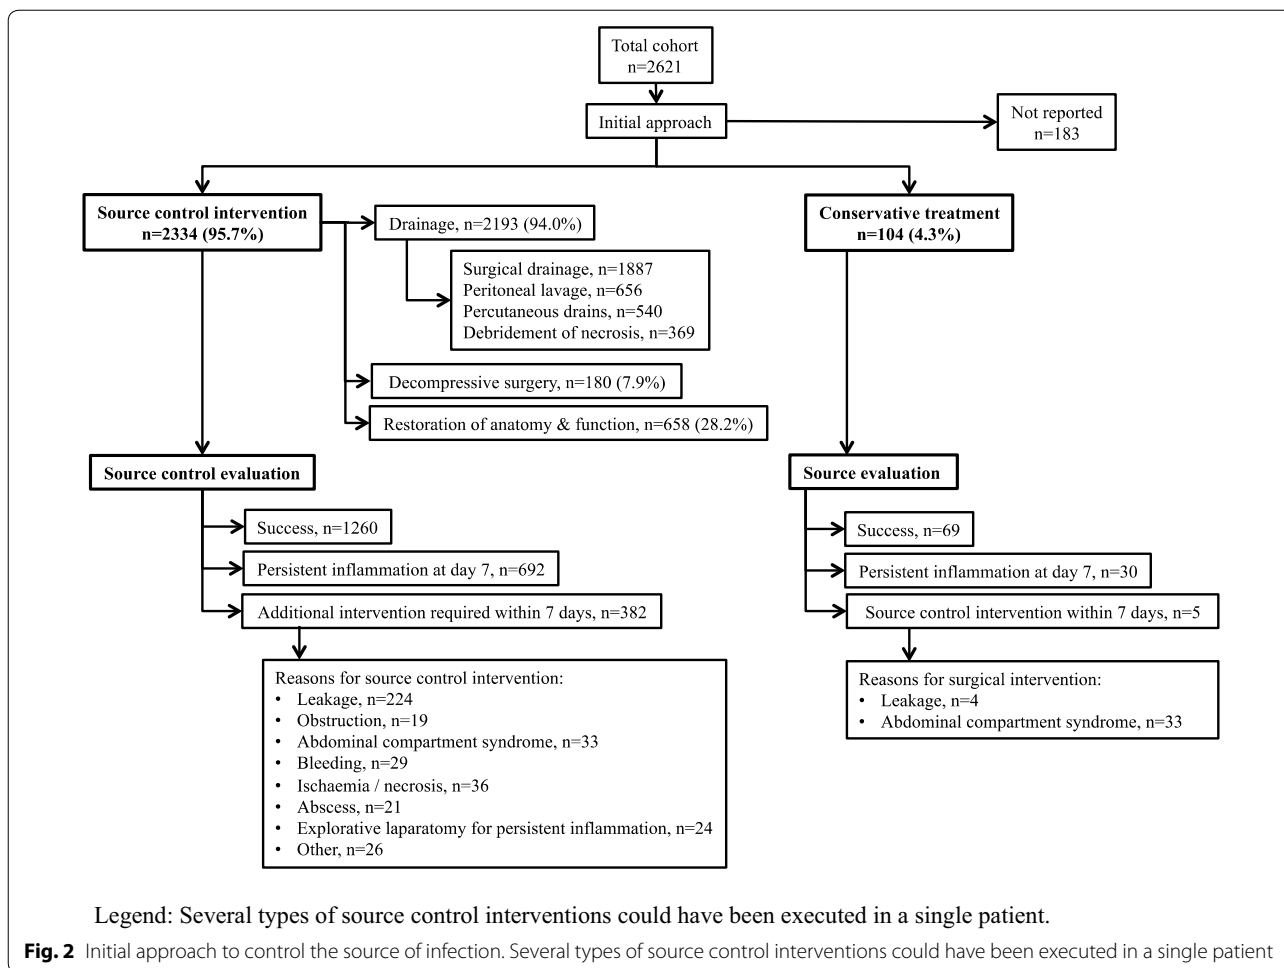 Total cohort
n=2621
Initial approach
Not reported
n=183
Source control intervention
n=2334 (95.7%)
Drainage, n=2193 (94.0%)
Surgical drainage, n=1887
Peritoneal lavage, n=656
Percutaneous drains, n=540
Debridement of necrosis, n=369
Decompressive surgery, n=180 (7.9%)
Restoration of anatomy & function, n=658 (28.2%)
Conservative treatment
n=104 (4.3%)
Source control evaluation
Success, n=1260
Persistent inflammation at day 7, n=692
Additional intervention required within 7 days, n=382
Reasons for source control intervention:
• Leakage, n=224
• Obstruction, n=19
• Abdominal compartment syndrome, n=33
• Bleeding, n=29
• Ischaemia / necrosis, n=36
• Abscess, n=21
• Explorative laparatomy for persistent inflammation, n=24
• Other, n=26
Source evaluation
Success, n=69
Persistent inflammation at day 7, n=30
Source control intervention within 7 days, n=5
Reasons for surgical intervention:
• Leakage, n=4
• Abdominal compartment syndrome, n=33
Legend: Several types of source control interventions could have been executed in a single patient.
Fig. 2 Initial approach to control the source of infection. Several types of source control interventions could have been executed in a single patient